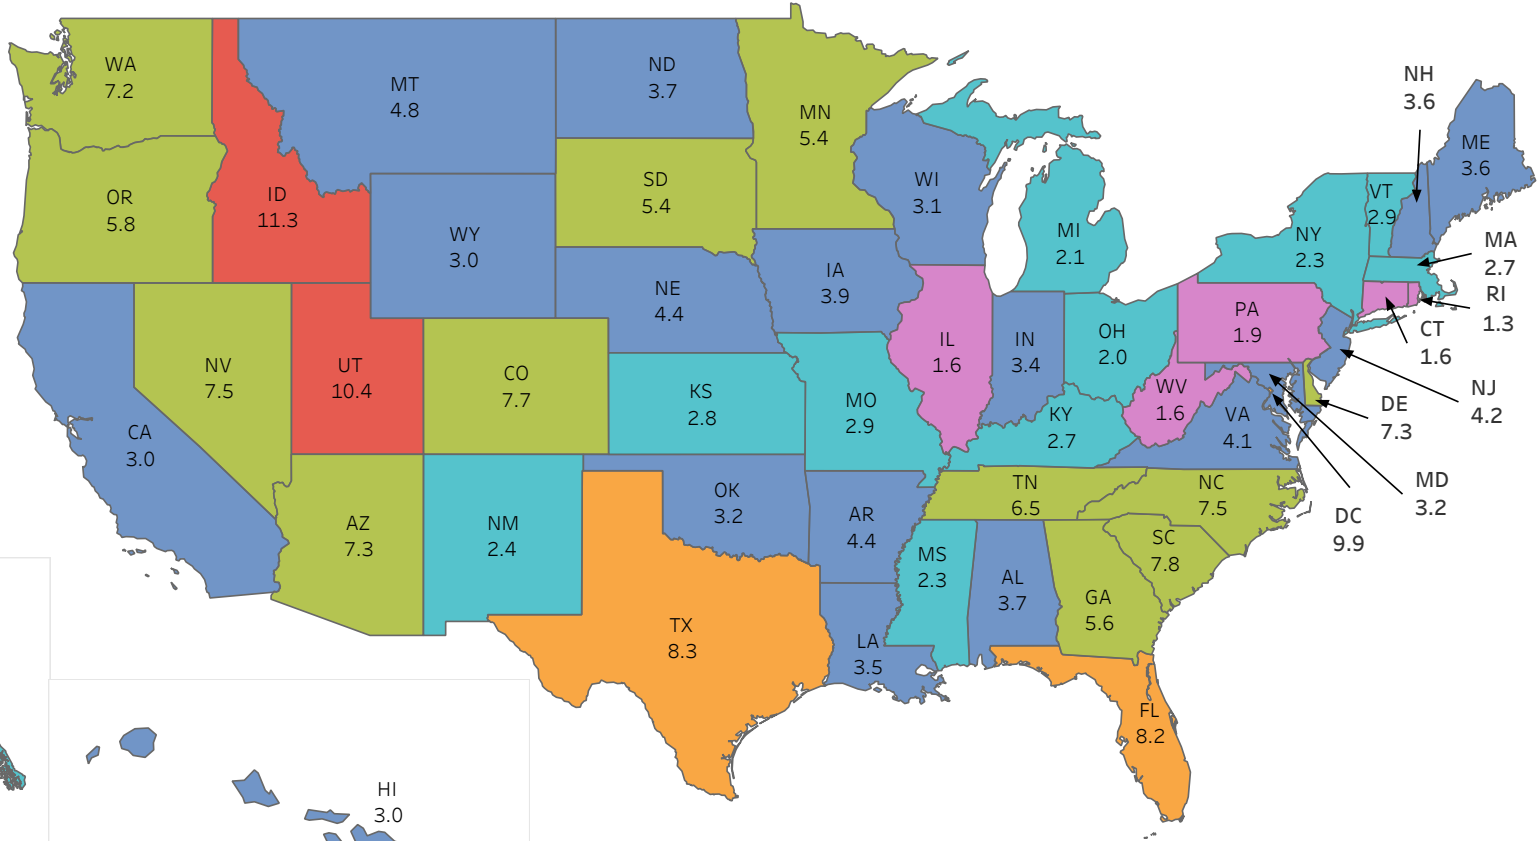 WA
7.2
OR
5.8
ID
11.3
MT
4.8
ND
3.7
MN
5.4
SD
5.4
WI
3.1
WY
3.0
NE
4.4
IA
3.9
MI
2.1
NY
2.3
VT
2.9
NH
3.6
ME
3.6
MA
2.7
RI
1.3
CT
1.6
PA
1.9
NJ
4.2
DE
7.3
MD
3.2
DC
9.9
CA
3.0
NV
7.5
UT
10.4
CO
7.7
KS
2.8
MO
2.9
IL
1.6
IN
3.4
OH
2.0
WV
1.6
VA
4.1
KY
2.7
AZ
7.3
NM
2.4
OK
3.2
AR
4.4
TN
6.5
NC
7.5
SC
7.8
MS
2.3
AL
3.7
GA
5.6
TX
8.3
LA
3.5
FL
8.2
HI
3.0